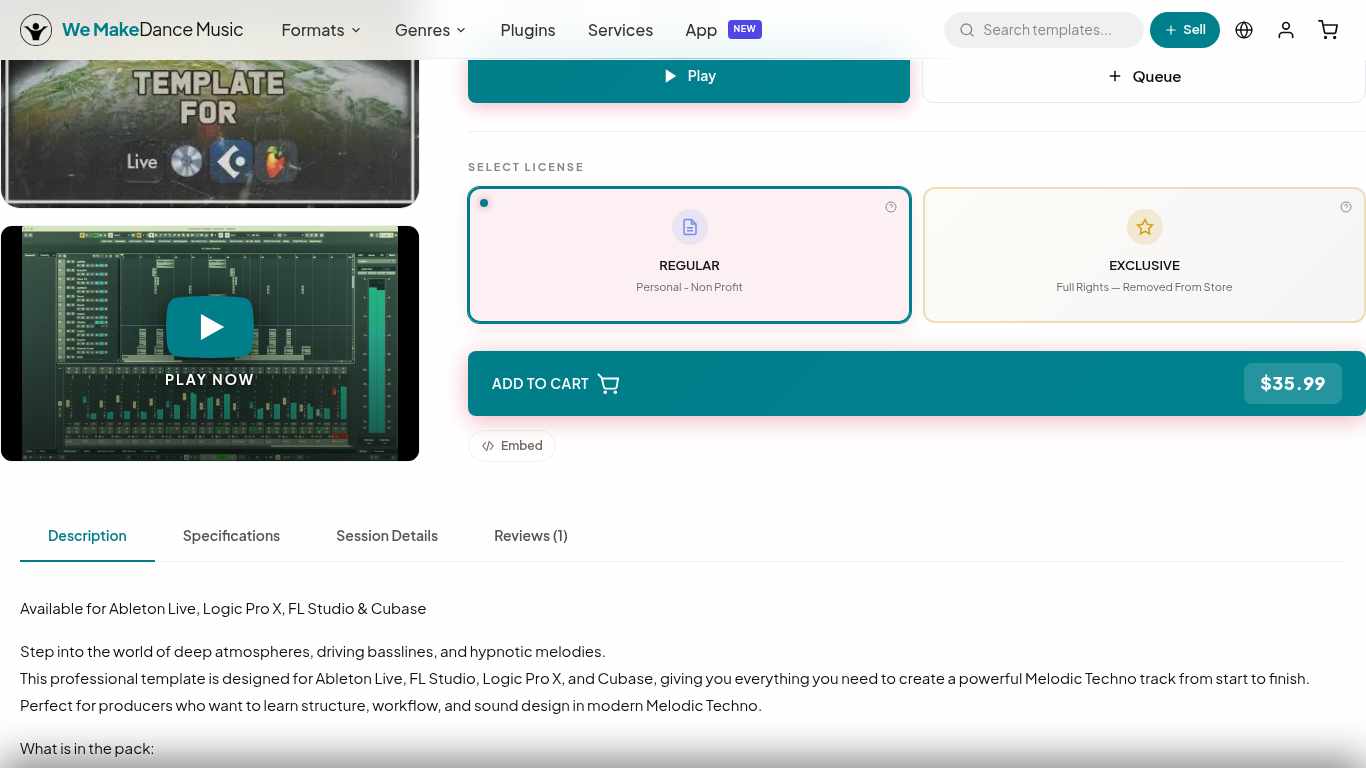 We MakeDance Music
Formats
Genres
Plugins
Services
App
NEW
Search templates...
Sell
TEMPLATE
FOR
Live
Play
Queue
SELECT LICENSE
REGULAR
Personal - Non Profit
EXCLUSIVE
Full Rights — Removed From Store
PLAY NOW
ADD TO CART
$35.99
Embed
Description
Specifications
Session Details
Reviews (1)
Available for Ableton Live, Logic Pro X, FL Studio & Cubase
Step into the world of deep atmospheres, driving basslines, and hypnotic melodies.
This professional template is designed for Ableton Live, FL Studio, Logic Pro X, and Cubase, giving you everything you need to create a powerful Melodic Techno track from start to finish.
Perfect for producers who want to learn structure, workflow, and sound design in modern Melodic Techno.
What is in the pack: